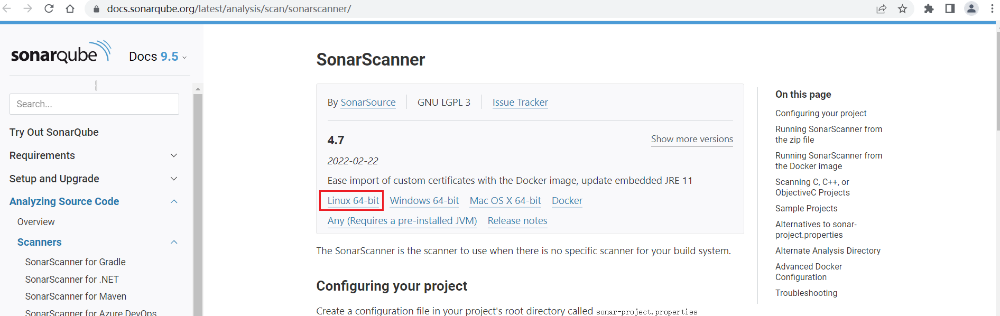 docs.sonarqube.org/latest/analysis/scan/sonarscanner/
sonarqube
Docs 9.5
Search...
Try Out SonarQube
Requirements
Setup and Upgrade
Analyzing Source Code
Overview
Scanners
SonarScanner for Gradle
SonarScanner for .NET
SonarScanner for Maven
SonarScanner for Azure DevOps
SonarScanner
By SonarSource GNU LGPL 3 Issue Tracker
4.7 Show more versions
2022-02-22
Ease import of custom certificates with the Docker image, update embedded JRE 11
Linux 64-bit Windows 64-bit Mac OS X 64-bit Docker
Any (Requires a pre-installed JVM) Release notes
The SonarScanner is the scanner to use when there is no specific scanner for your build system.
Configuring your project
Create a configuration file in your project's root directory called sonar-project.properties
On this page
Configuring your project
Running SonarScanner from
the zip file
Running SonarScanner from
the Docker image
Scanning C, C++, or
ObjectiveC Projects
Sample Projects
Alternatives to sonar-
project.properties
Alternate Analysis Directory
Advanced Docker
Configuration
Troubleshooting